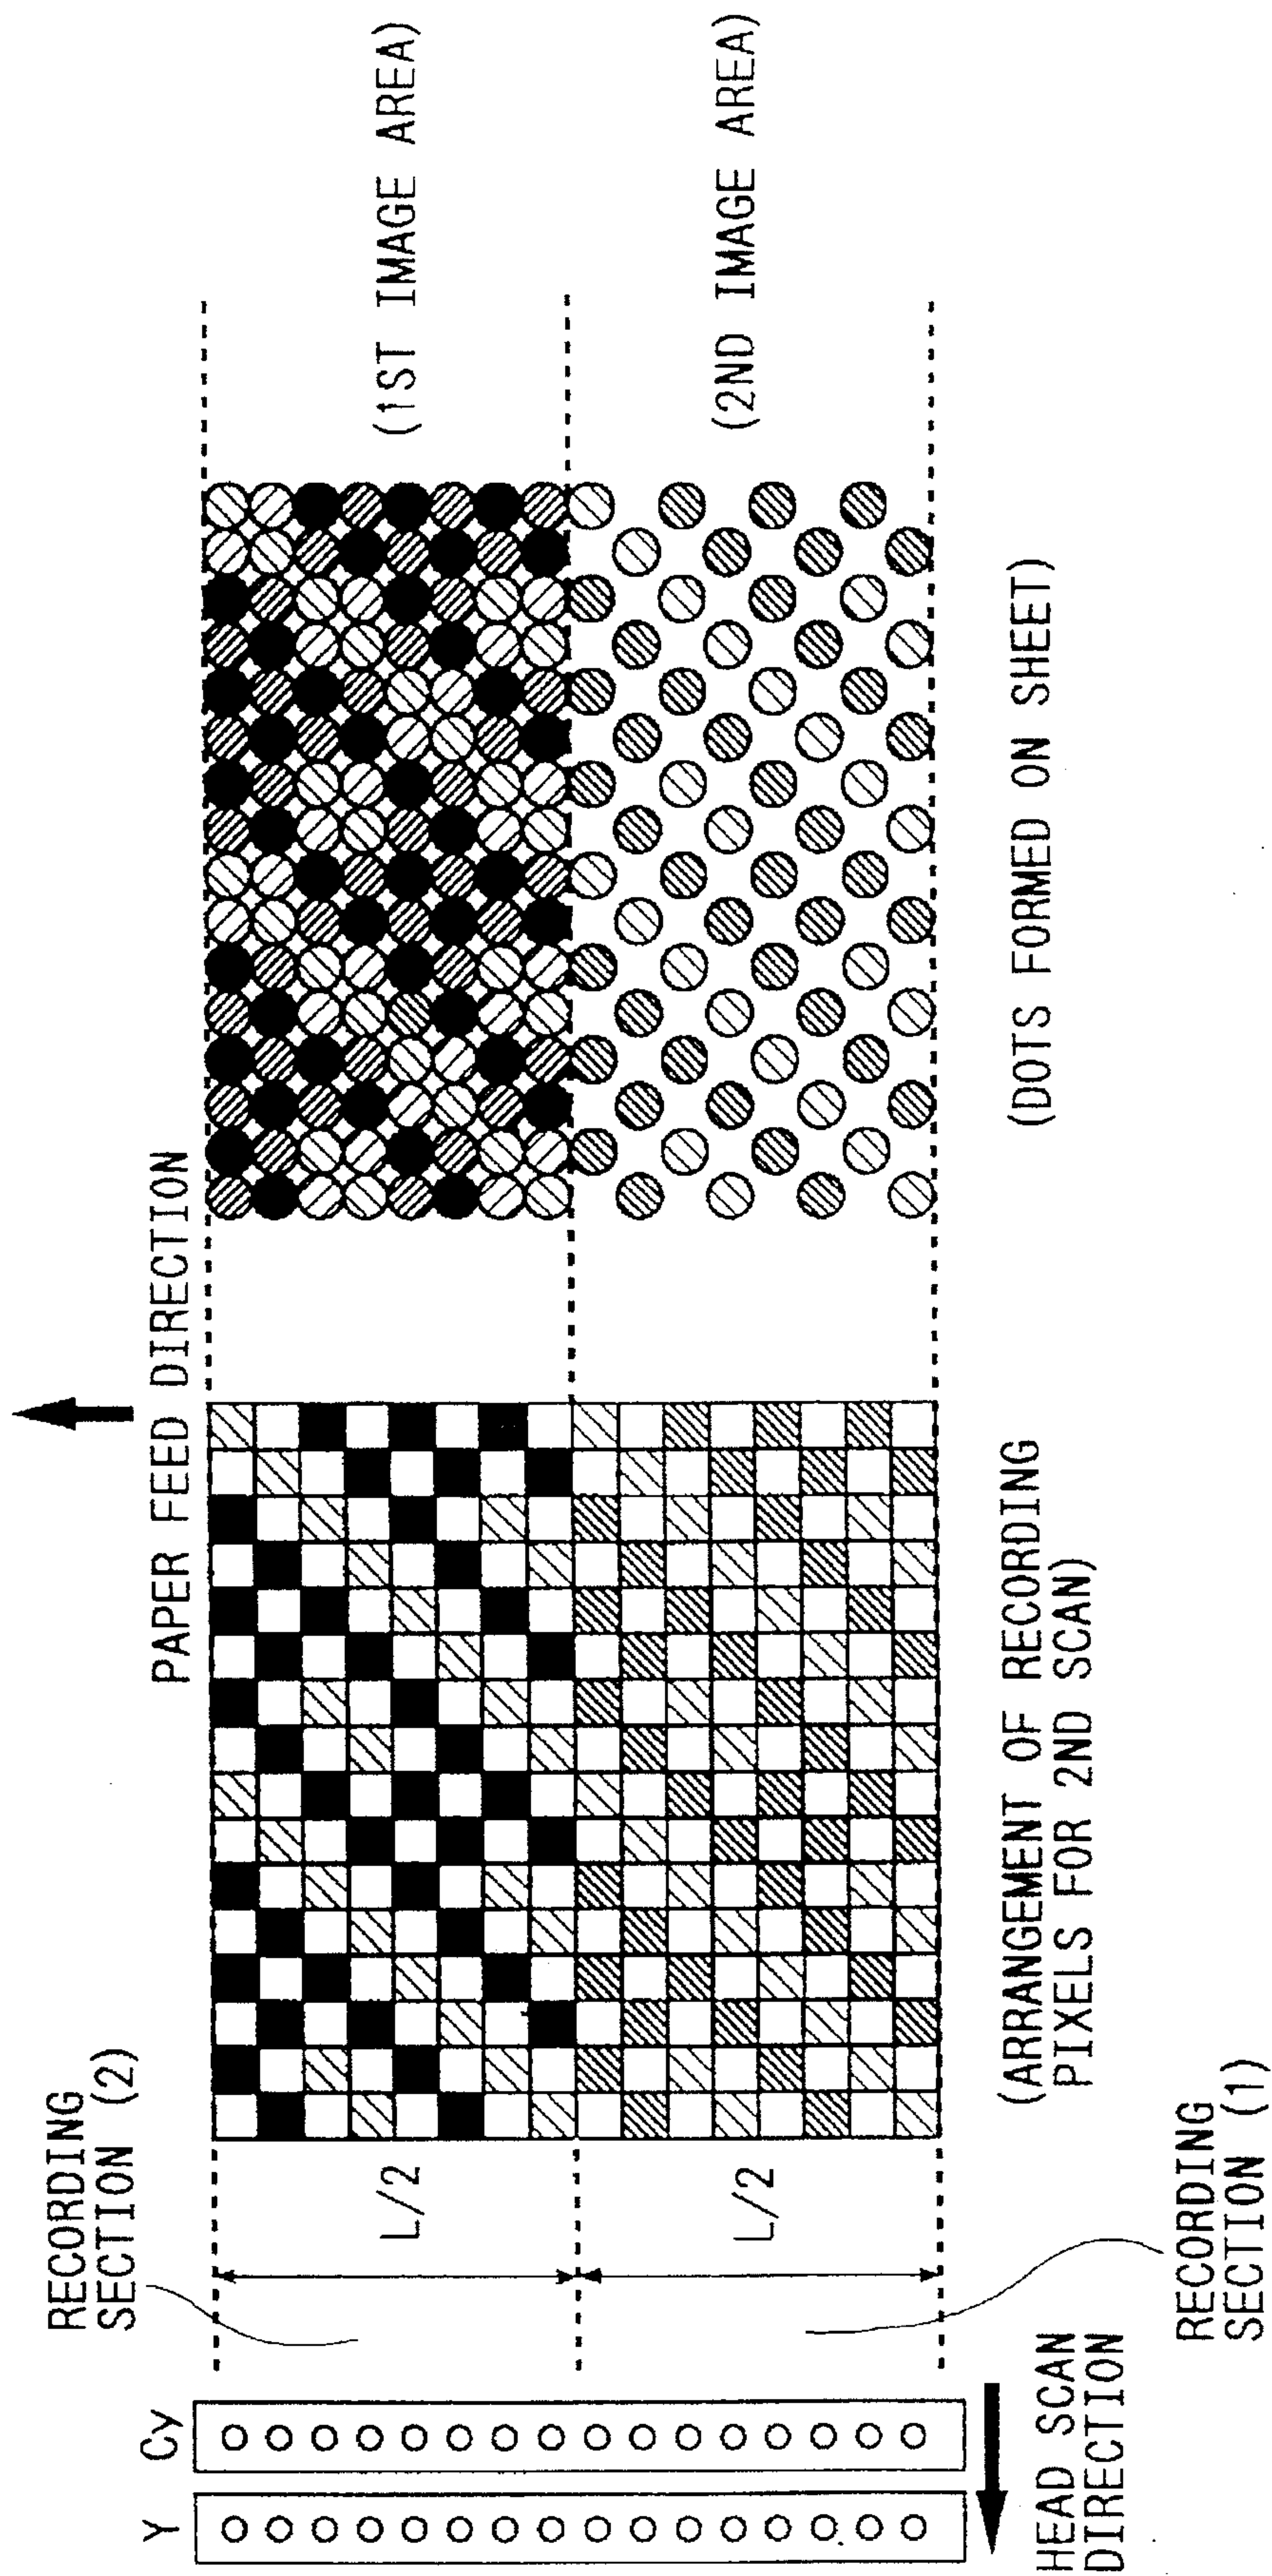 Y
Cy
HEAD SCAN
DIRECTION
RECORDING
SECTION (2)
RECORDING
SECTION (1)
L/2
L/2
PAPER FEED DIRECTION
(ARRANGEMENT OF RECORDING
PIXELS FOR 2ND SCAN)
(DOTS FORMED ON SHEET)
(1ST IMAGE AREA)
(2ND IMAGE AREA)